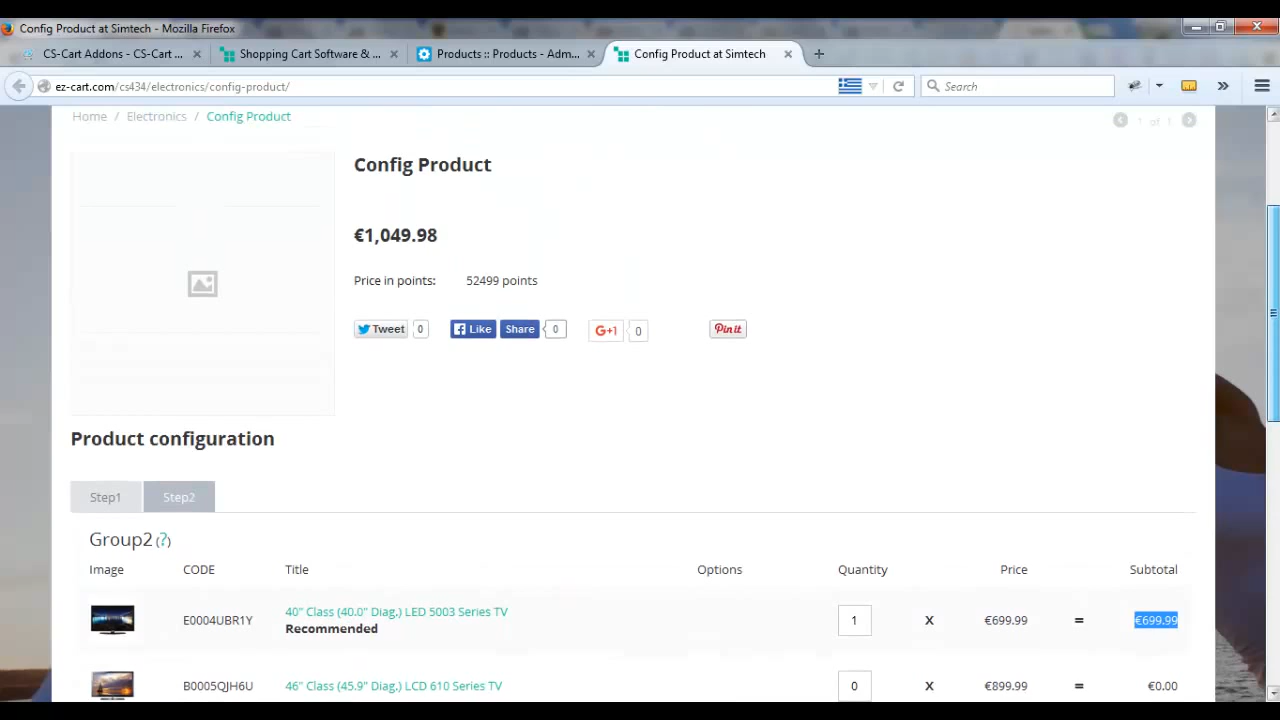 Config Product at Simtech - Mozilla Firefox
CS-Cart Addons - CS-Cart ...
Shopping Cart Software & ...
Products :: Products - Adm...
Config Product at Simtech
ez-cart.com/cs434/electronics/config-product/
Search
Home / Electronics / Config Product
1 of 1
Config Product
€1,049.98
Price in points: 52499 points
Tweet 0 Like Share 0 G+1 0 Pin it
Product configuration
Step1 Step2
Group2 (?)
Image CODE Title Options Quantity Price Subtotal
40" Class (40.0" Diag.) LED 5003 Series TV
E0004UBR1Y 1 X €699.99 = €699.99
Recommended
B0005QJH6U 46" Class (45.9" Diag.) LCD 610 Series TV 0 X €899.99 = €0.00